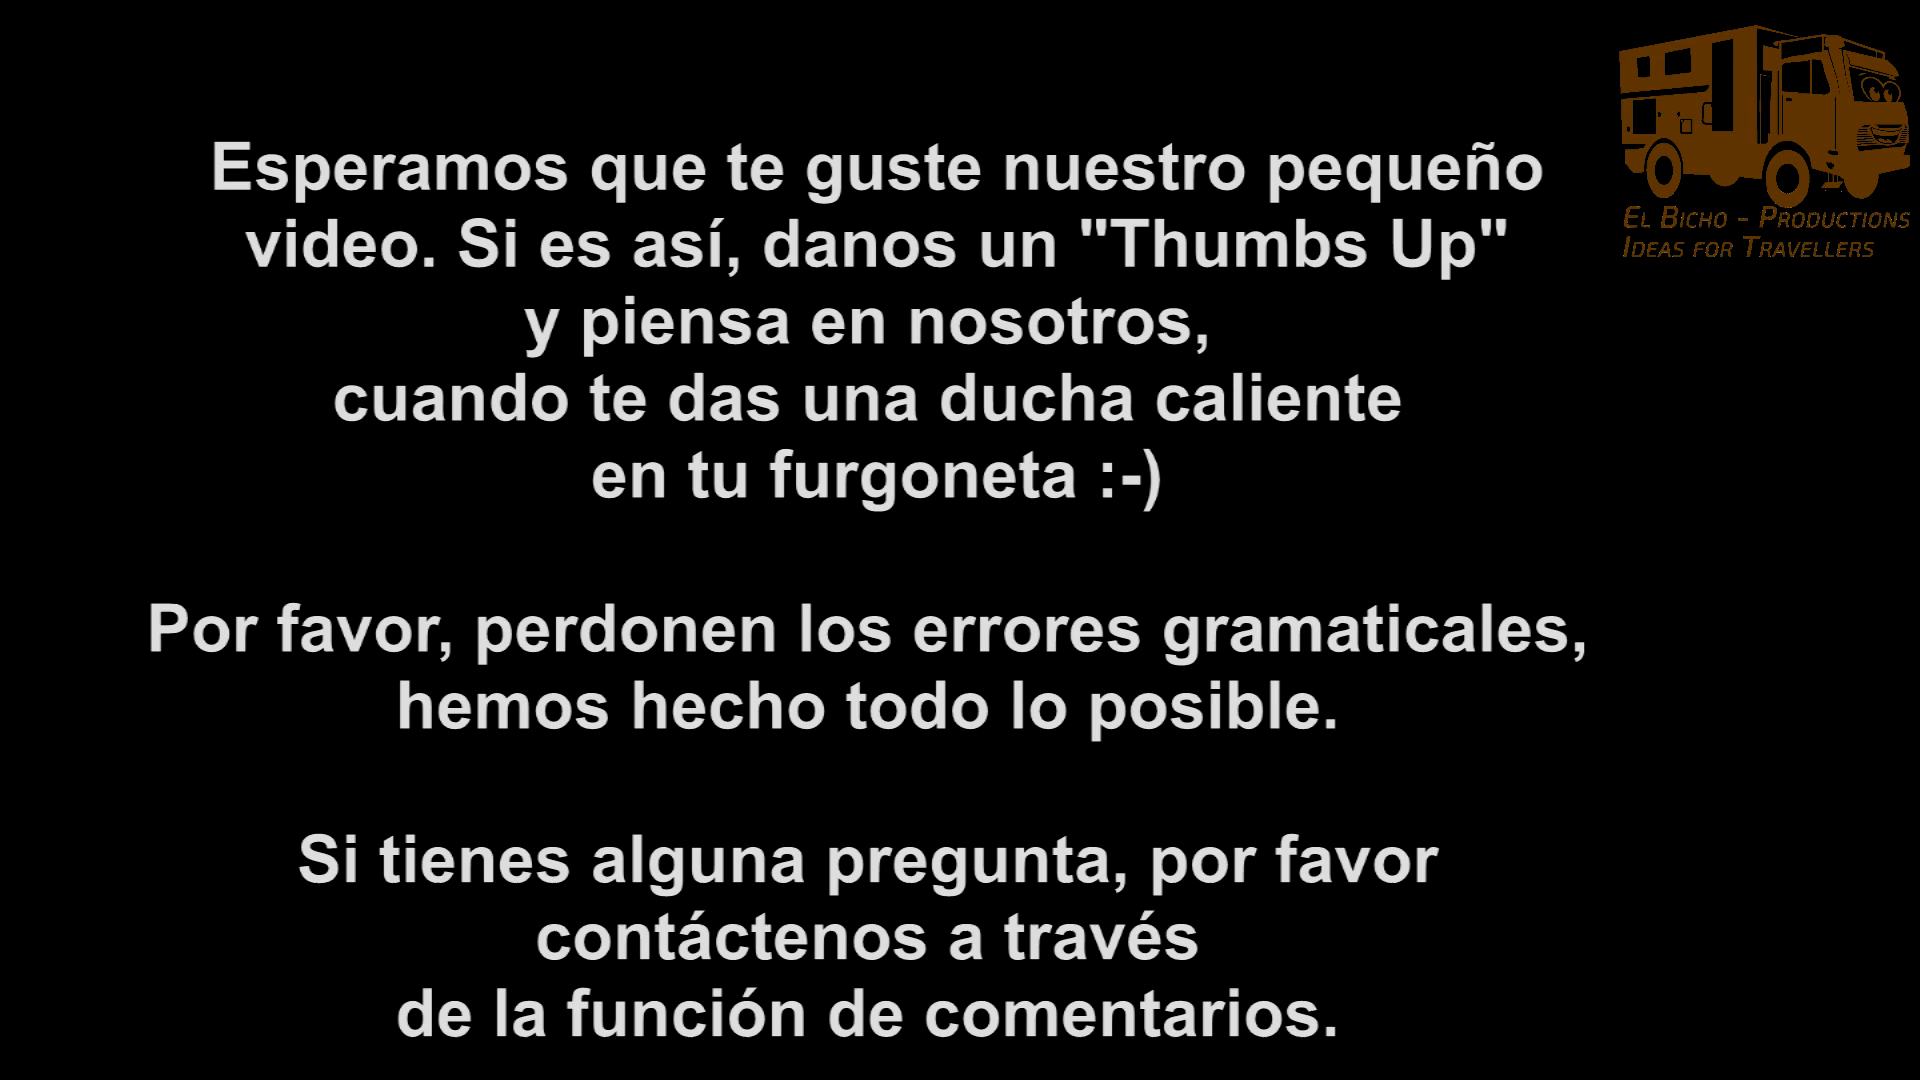 Esperamos que te guste nuestro pequeño
video. Si es así, danos un "Thumbs Up"
y piensa en nosotros,
cuando te das una ducha caliente
en tu furgoneta :-)
Por favor, perdonen los errores gramaticales,
hemos hecho todo lo posible.
Si tienes alguna pregunta, por favor
contáctenos a través
de la función de comentarios.
El Bicho - Productions
Ideas for Travellers